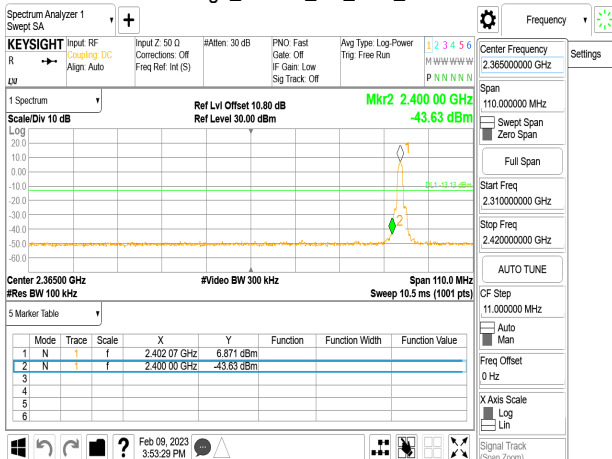 Spectrum Analyzer 1
Swept SA
Frequency
KEYSIGHT
R
LXI
Input: RF
Coupling: DC
Align: Auto
Input Z: 50 Ω
Corrections: Off
Freq Ref: Int (S)
#Atten: 30 dB
PNO: Fast
Gate: Off
IF Gain: Low
Sig Track: Off
Avg Type: Log-Power
Trig: Free Run
1 2 3 4 5 6
M W W W W W
P N N N N N
Center Frequency
2.365000000 GHz
Settings
1 Spectrum
Scale/Div 10 dB
Ref Lvl Offset 10.80 dB
Ref Level 30.00 dBm
Mkr2 2.400 00 GHz
-43.63 dBm
Log
20.0
10.0
0.00
-10.0
-20.0
-30.0
-40.0
-50.0
-60.0
1
DL1 -13.13 dBm
2
Center 2.36500 GHz
#Res BW 100 kHz
#Video BW 300 kHz
Span 110.0 MHz
Sweep 10.5 ms (1001 pts)
Span
110.000000 MHz
Swept Span
Zero Span
Full Span
Start Freq
2.310000000 GHz
Stop Freq
2.420000000 GHz
AUTO TUNE
CF Step
11.000000 MHz
Auto
Man
Freq Offset
0 Hz
X Axis Scale
Log
Lin
Signal Track
(Span Zoom)
5 Marker Table
Mode Trace Scale X Y Function Function Width Function Value
1 N 1 f 2.402 07 GHz 6.871 dBm
2 N 1 f 2.400 00 GHz -43.63 dBm
3
4
5
6
?
Feb 09, 2023
3:53:29 PM